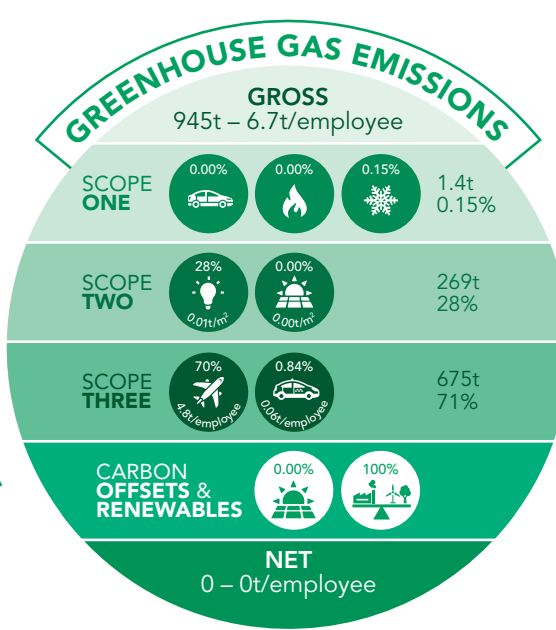 GREENHOUSE GAS EMISSIONS
GROSS
945t – 6.7t/employee
SCOPE
ONE
0.00%
0.00%
0.15%
1.4t
0.15%
SCOPE
TWO
28%
0.01t/m²
0.00%
0.00t/m²
269t
28%
SCOPE
THREE
70%
4.8t/employee
0.84%
0.06t/employee
675t
71%
CARBON
OFFSETS &
RENEWABLES
0.00%
100%
NET
0 – 0t/employee